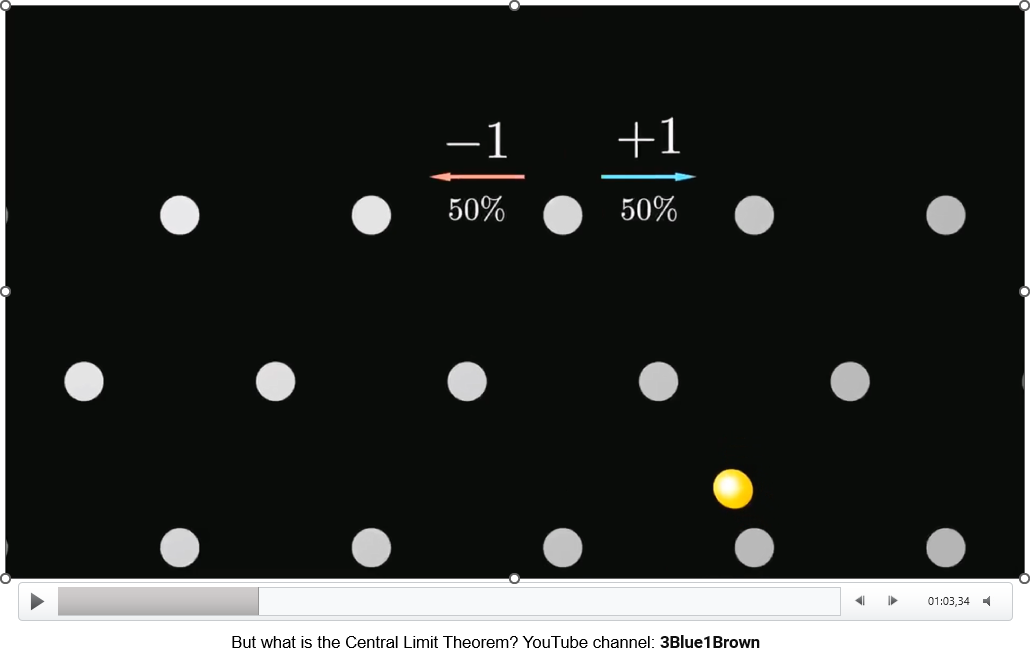 −1 +1
50% 50%
01:03,34
But what is the Central Limit Theorem? YouTube channel: 3Blue1Brown